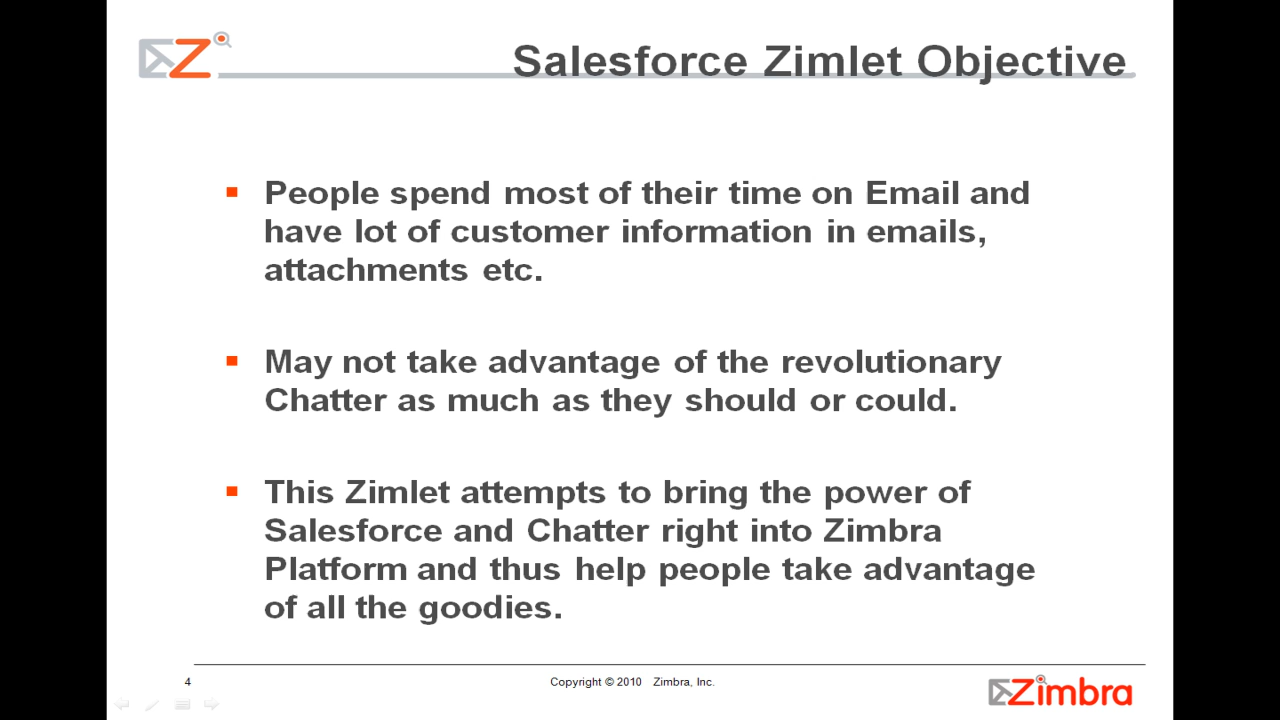 Z
Salesforce Zimlet Objective
People spend most of their time on Email and
have lot of customer information in emails,
attachments etc.
May not take advantage of the revolutionary
Chatter as much as they should or could.
This Zimlet attempts to bring the power of
Salesforce and Chatter right into Zimbra
Platform and thus help people take advantage
of all the goodies.
4
Copyright © 2010 Zimbra, Inc.
Zimbra